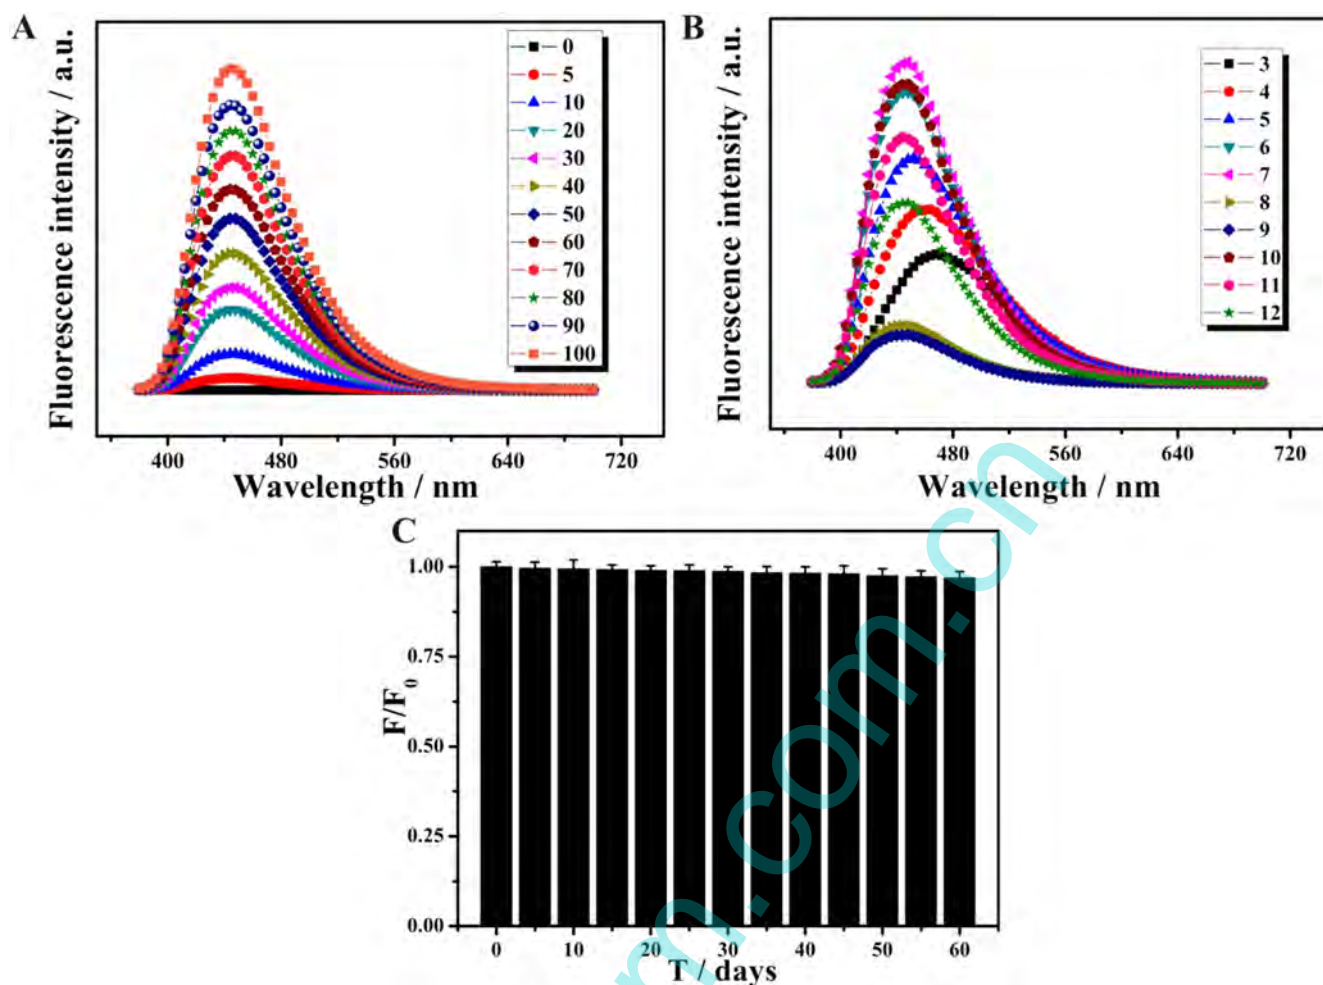 A
Fluorescence intensity / a.u.
0
5
10
20
30
40
50
60
70
80
90
100
400 480 560 640 720
Wavelength / nm
B
Fluorescence intensity / a.u.
3
4
5
6
7
8
9
10
11
12
400 480 560 640 720
Wavelength / nm
C
F/F0
1.00
0.75
0.50
0.25
0.00
0 10 20 30 40 50 60
T / days
m.com.cn